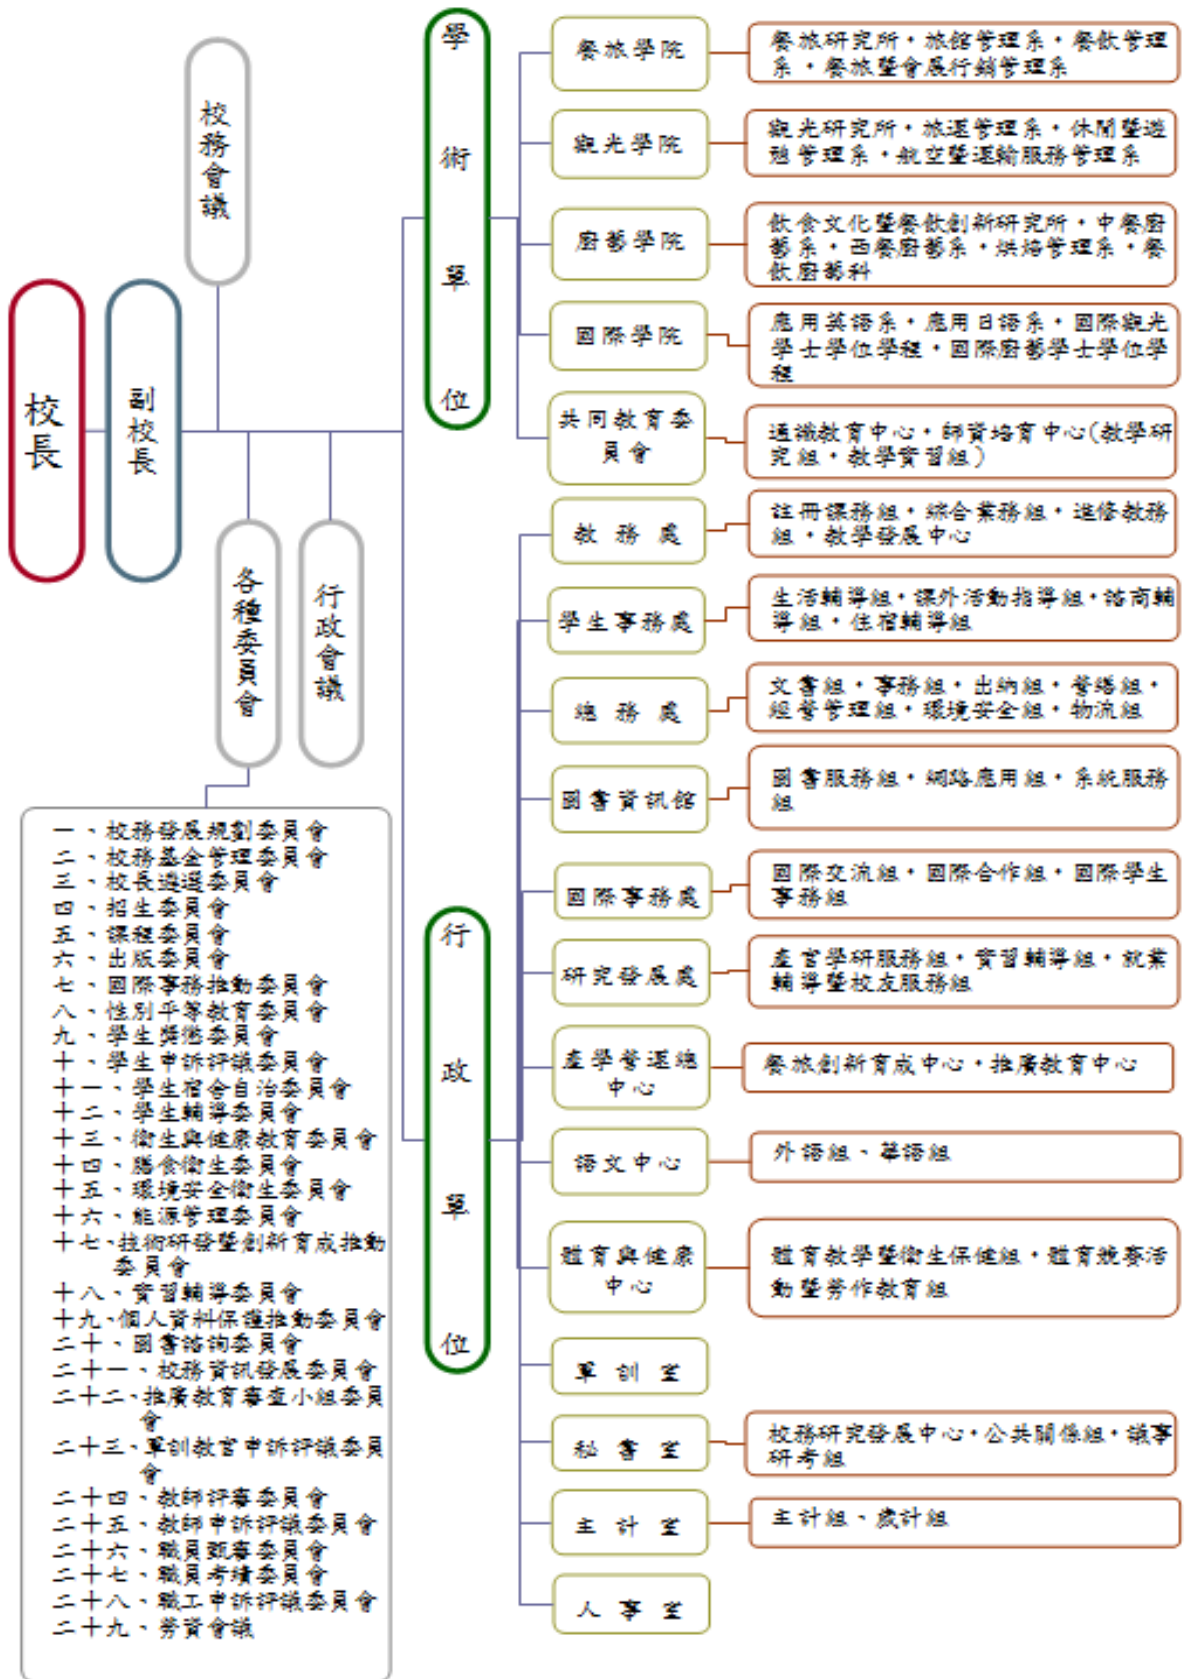 校長
副校長
校務會議
各種委員會
行政會議
一、校務發展規劃委員會
二、校務基金管理委員會
三、校長遴選委員會
四、招生委員會
五、課程委員會
六、出版委員會
七、國際事務推動委員會
八、性別平等教育委員會
九、學生獎懲委員會
十、學生申訴評議委員會
十一、學生宿舍自治委員會
十二、學生輔導委員會
十三、衛生與健康教育委員會
十四、膳食衛生委員會
十五、環境安全衛生委員會
十六、能源管理委員會
十七、技術研發暨創新育成推動
委員會
十八、實習輔導委員會
十九、個人資料保護推動委員會
二十、圖書諮詢委員會
二十一、校務資訊發展委員會
二十二、推廣教育審查小組委員
會
二十三、軍訓教官申訴評議委員
會
二十四、教師評審委員會
二十五、教師申訴評議委員會
二十六、職員甄審委員會
二十七、職員考績委員會
二十八、職工申訴評議委員會
二十九、勞資會議
學術單位
餐旅學院
餐旅研究所，旅館管理系，餐飲管理
系，餐旅暨會展行銷管理系
觀光學院
觀光研究所，旅運管理系，休閒暨遊
憩管理系，航空暨運輸服務管理系
廚藝學院
飲食文化暨餐飲創新研究所，中餐廚
藝系，西餐廚藝系，烘焙管理系，餐
飲廚藝科
國際學院
應用英語系，應用日語系，國際觀光
學士學位學程，國際廚藝學士學位學
程
共同教育委
員會
通識教育中心，師資培育中心(教學研
究組，教學實習組)
行政單位
教務處
註冊課務組，綜合業務組，進修教務
組，教學發展中心
學生事務處
生活輔導組，課外活動指導組，諮商輔
導組，住宿輔導組
總務處
文書組，事務組，出納組，營繕組，
經營管理組，環境安全組，物流組
圖書資訊館
圖書服務組，網路應用組，系統服務
組
國際事務處
國際交流組，國際合作組，國際學生
事務組
研究發展處
產官學研服務組，實習輔導組，就業
輔導暨校友服務組
產學營運總
中心
餐旅創新育成中心，推廣教育中心
語文中心
外語組、華語組
體育與健康
中心
體育教學暨衛生保健組，體育競賽活
動暨勞作教育組
軍訓室
秘書室
校務研究發展中心，公共關係組，議事
研考組
主計室
主計組、歲計組
人事室